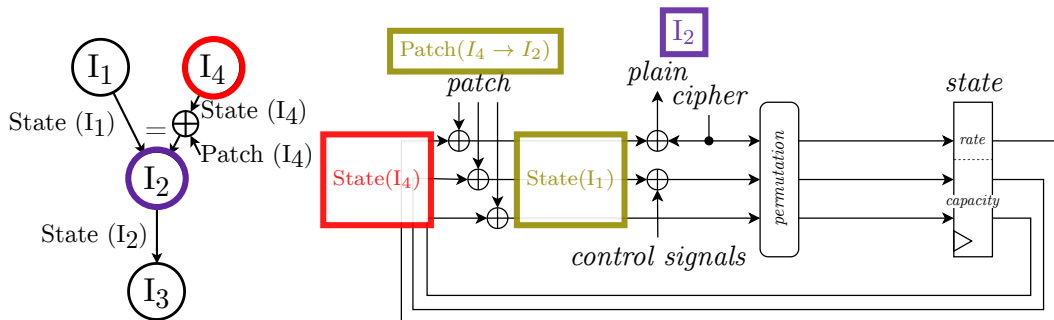 I1
I4
State (I1)
=
State (I4)
Patch (I4)
I2
State (I2)
I3
Patch(I4 → I2)
patch
I2
plain
cipher
state
State(I4)
State(I1)
permutation
rate
capacity
control signals